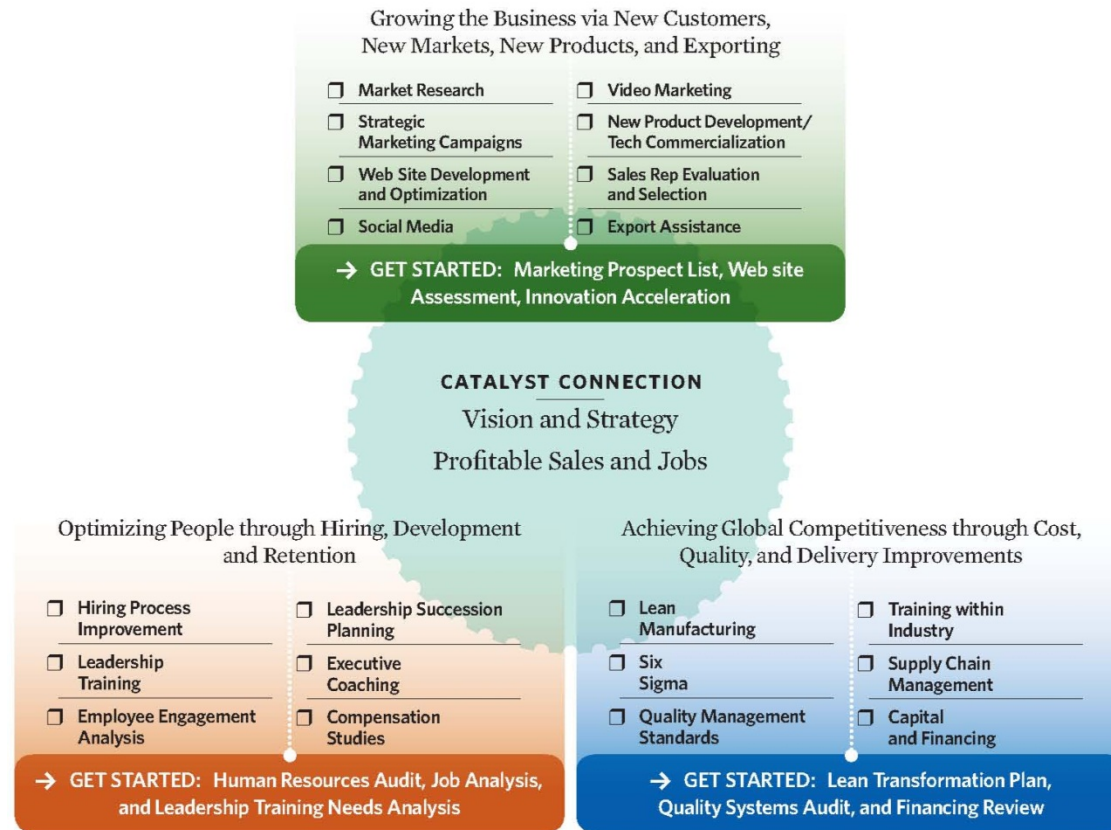 Growing the Business via New Customers,
New Markets, New Products, and Exporting
❒ Market Research
❒ Strategic
Marketing Campaigns
❒ Web Site Development
and Optimization
❒ Social Media
❒ Video Marketing
❒ New Product Development/
Tech Commercialization
❒ Sales Rep Evaluation
and Selection
❒ Export Assistance
→ GET STARTED: Marketing Prospect List, Web site
Assessment, Innovation Acceleration
CATALYST CONNECTION
Vision and Strategy
Profitable Sales and Jobs
Optimizing People through Hiring, Development
and Retention
❒ Hiring Process
Improvement
❒ Leadership
Training
❒ Employee Engagement
Analysis
❒ Leadership Succession
Planning
❒ Executive
Coaching
❒ Compensation
Studies
→ GET STARTED: Human Resources Audit, Job Analysis,
and Leadership Training Needs Analysis
Achieving Global Competitiveness through Cost,
Quality, and Delivery Improvements
❒ Lean
Manufacturing
❒ Six
Sigma
❒ Quality Management
Standards
❒ Training within
Industry
❒ Supply Chain
Management
❒ Capital
and Financing
→ GET STARTED: Lean Transformation Plan,
Quality Systems Audit, and Financing Review